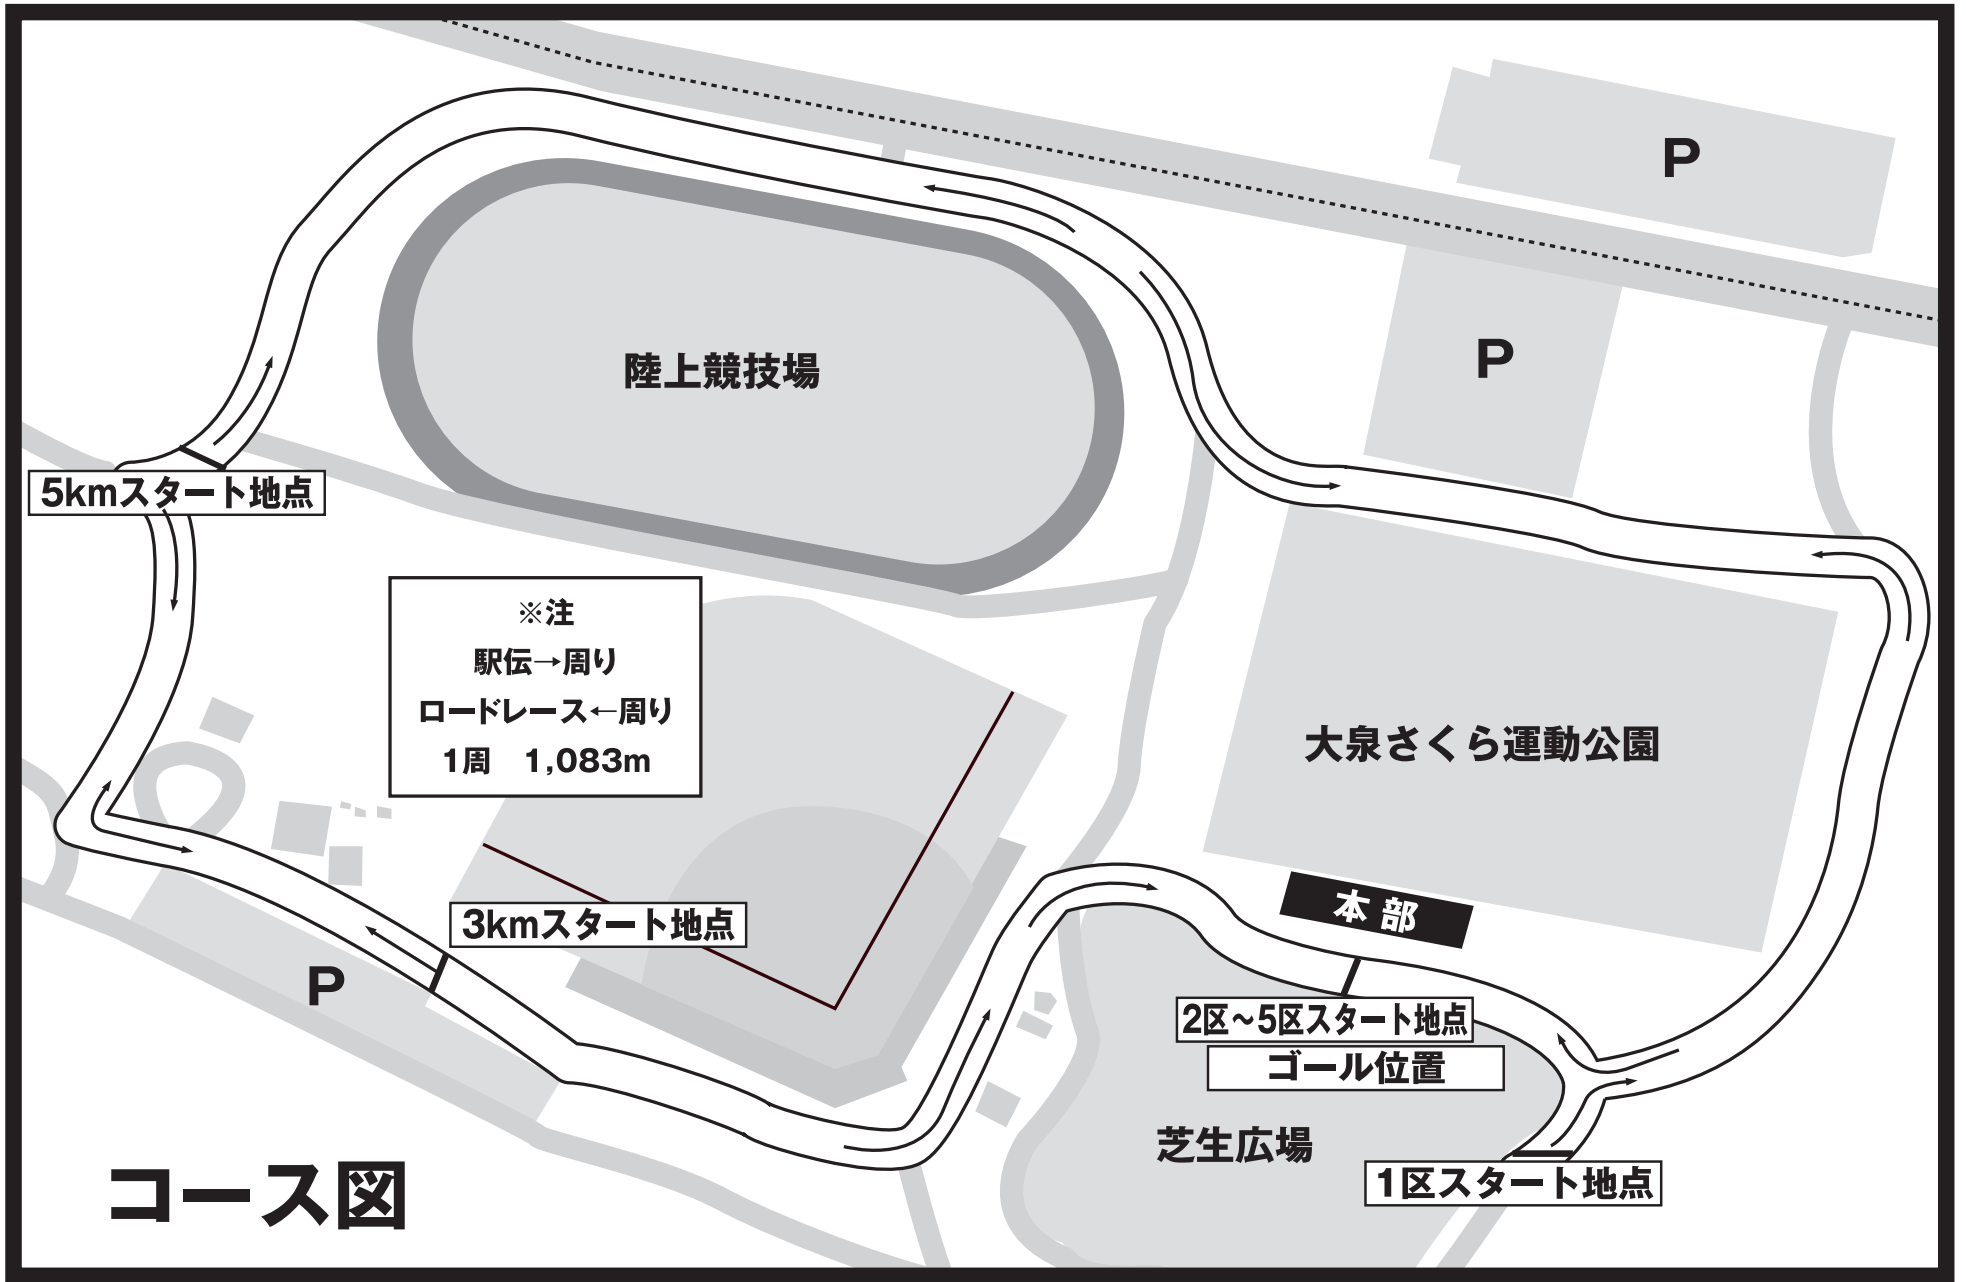 P
P
陸上競技場
5kmスタート地点
※注
駅伝→周り
ロードレース←周り
1周　1,083m
大泉さくら運動公園
本部
3kmスタート地点
P
2区～5区スタート地点
ゴール位置
芝生広場
1区スタート地点
コース図